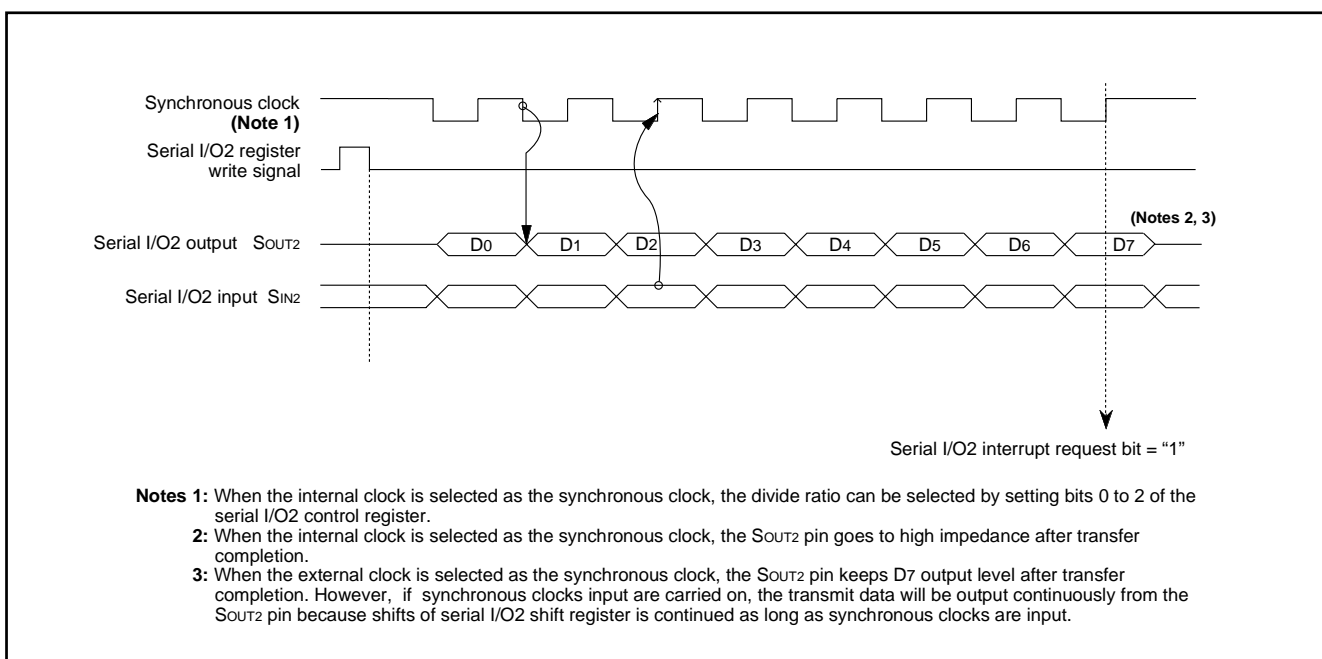 Synchronous clock
(Note 1)
Serial I/O2 register
write signal
(Notes 2, 3)
Serial I/O2 output SOUT2
D0 D1 D2 D3 D4 D5 D6 D7
Serial I/O2 input SIN2
Serial I/O2 interrupt request bit = “1”
Notes 1: When the internal clock is selected as the synchronous clock, the divide ratio can be selected by setting bits 0 to 2 of the
serial I/O2 control register.
2: When the internal clock is selected as the synchronous clock, the SOUT2 pin goes to high impedance after transfer
completion.
3: When the external clock is selected as the synchronous clock, the SOUT2 pin keeps D7 output level after transfer
completion. However, if synchronous clocks input are carried on, the transmit data will be output continuously from the
SOUT2 pin because shifts of serial I/O2 shift register is continued as long as synchronous clocks are input.